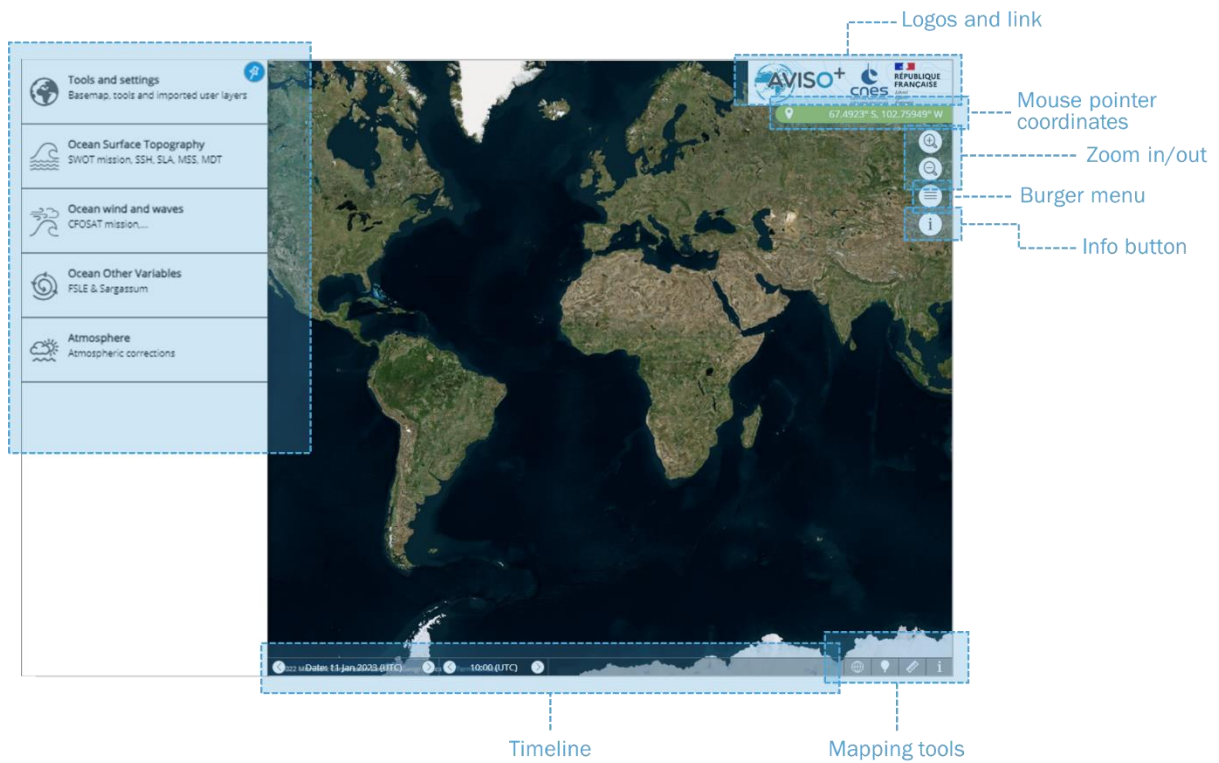 Logos and link
Tools and settings
Basemap, tools and imported user layers
AVISO+
cnes
RÉPUBLIQUE
FRANÇAISE
67.4923° S, 102.75949° W
Mouse pointer
coordinates
Ocean Surface Topography
SWOT mission, SSH, SLA, MSS, MDT
Zoom in/out
Burger menu
Ocean wind and waves
CFOSAT mission,...
i
Info button
Ocean Other Variables
FSLE & Sargassum
Atmosphere
Atmospheric corrections
Date: 11 Jan 2023 (UTC)
10:00 (UTC)
i
Timeline
Mapping tools